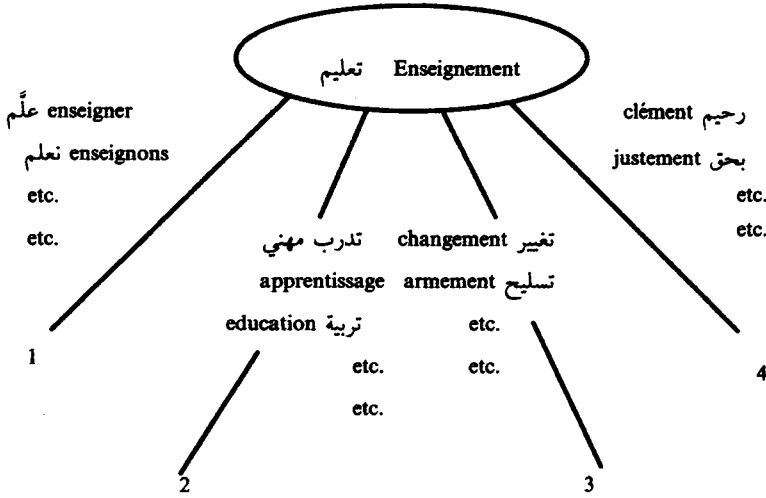 تعليم Enseignement
علَّم enseigner
نعلم enseignons
etc.
etc.
1
تدرب مهني
apprentissage
education تربية
etc.
etc.
2
changement تغيير
armement تسليح
etc.
etc.
3
clément رحيم
justement بحق
etc.
etc.
4